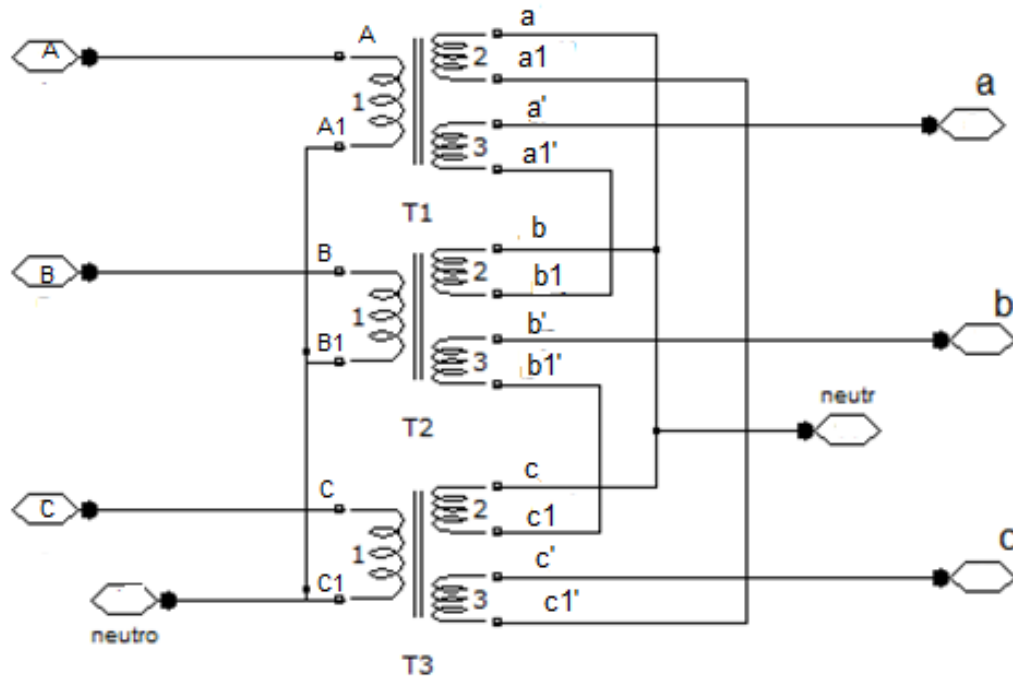 A A a
2
a1
1
a' a
A1 3
a1'
T1
b
B B 2
b1
1
b' b
B1 3
b1'
neutr
T2
c
C C 2
c1
1
c' c
C1 3
c1'
neutro
T3